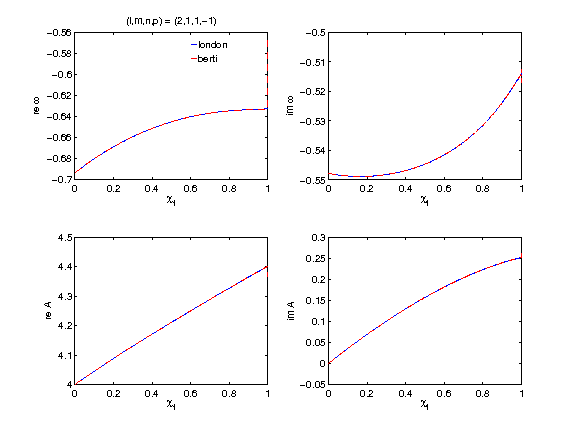 (l,m,n,p) = (2,1,1,−1)
−0.56
−0.58
−0.6
−0.62
−0.64
−0.66
−0.68
−0.7
re ω
london
berti
0 0.2 0.4 0.6 0.8 1
χf
−0.5
−0.51
−0.52
−0.53
−0.54
−0.55
im ω
0 0.2 0.4 0.6 0.8 1
χf
4.5
4.4
4.3
4.2
4.1
4
re A
0 0.2 0.4 0.6 0.8 1
χf
0.3
0.25
0.2
0.15
0.1
0.05
0
−0.05
im A
0 0.2 0.4 0.6 0.8 1
χf